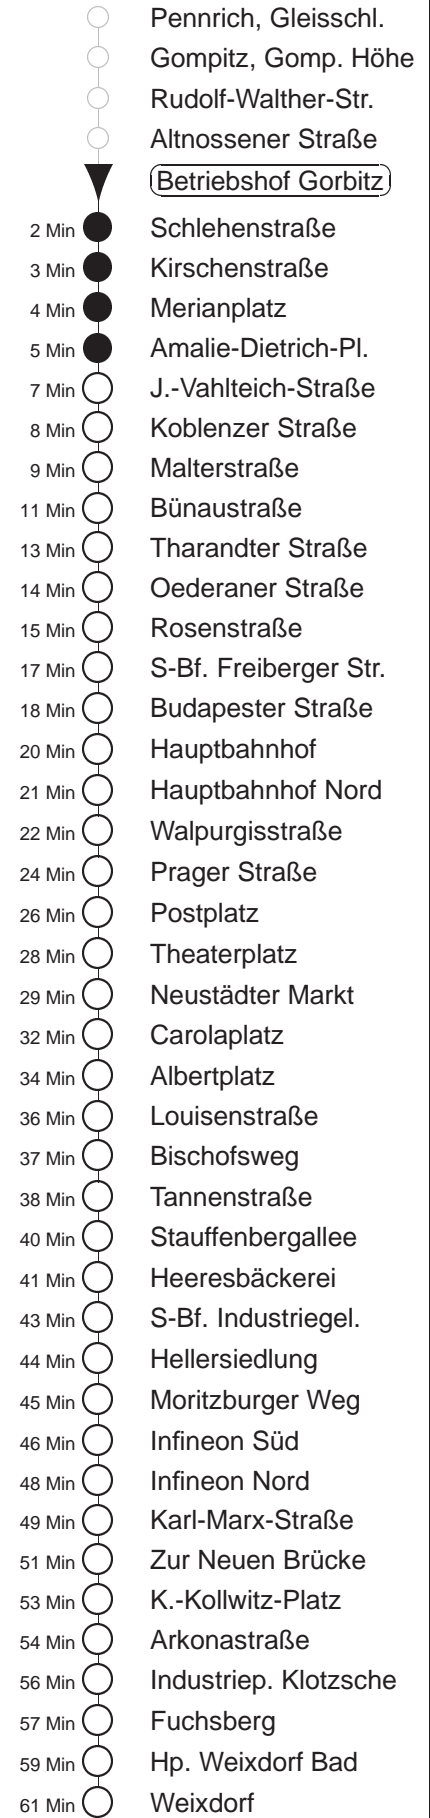 Pennrich, Gleisschl.
Gompitz, Gomp. Höhe
Rudolf-Walther-Str.
Altnossener Straße
Betriebshof Gorbitz
2 Min Schlehenstraße
3 Min Kirschenstraße
4 Min Merianplatz
5 Min Amalie-Dietrich-Pl.
7 Min J.-Vahlteich-Straße
8 Min Koblenzer Straße
9 Min Malterstraße
11 Min Bünaustraße
13 Min Tharandter Straße
14 Min Oederaner Straße
15 Min Rosenstraße
17 Min S-Bf. Freiberger Str.
18 Min Budapester Straße
20 Min Hauptbahnhof
21 Min Hauptbahnhof Nord
22 Min Walpurgisstraße
24 Min Prager Straße
26 Min Postplatz
28 Min Theaterplatz
29 Min Neustädter Markt
32 Min Carolaplatz
34 Min Albertplatz
36 Min Louisenstraße
37 Min Bischofsweg
38 Min Tannenstraße
40 Min Stauffenbergallee
41 Min Heeresbäckerei
43 Min S-Bf. Industriegel.
44 Min Hellersiedlung
45 Min Moritzburger Weg
46 Min Infineon Süd
48 Min Infineon Nord
49 Min Karl-Marx-Straße
51 Min Zur Neuen Brücke
53 Min K.-Kollwitz-Platz
54 Min Arkonastraße
56 Min Industriep. Klotzsche
57 Min Fuchsberg
59 Min Hp. Weixdorf Bad
61 Min Weixdorf